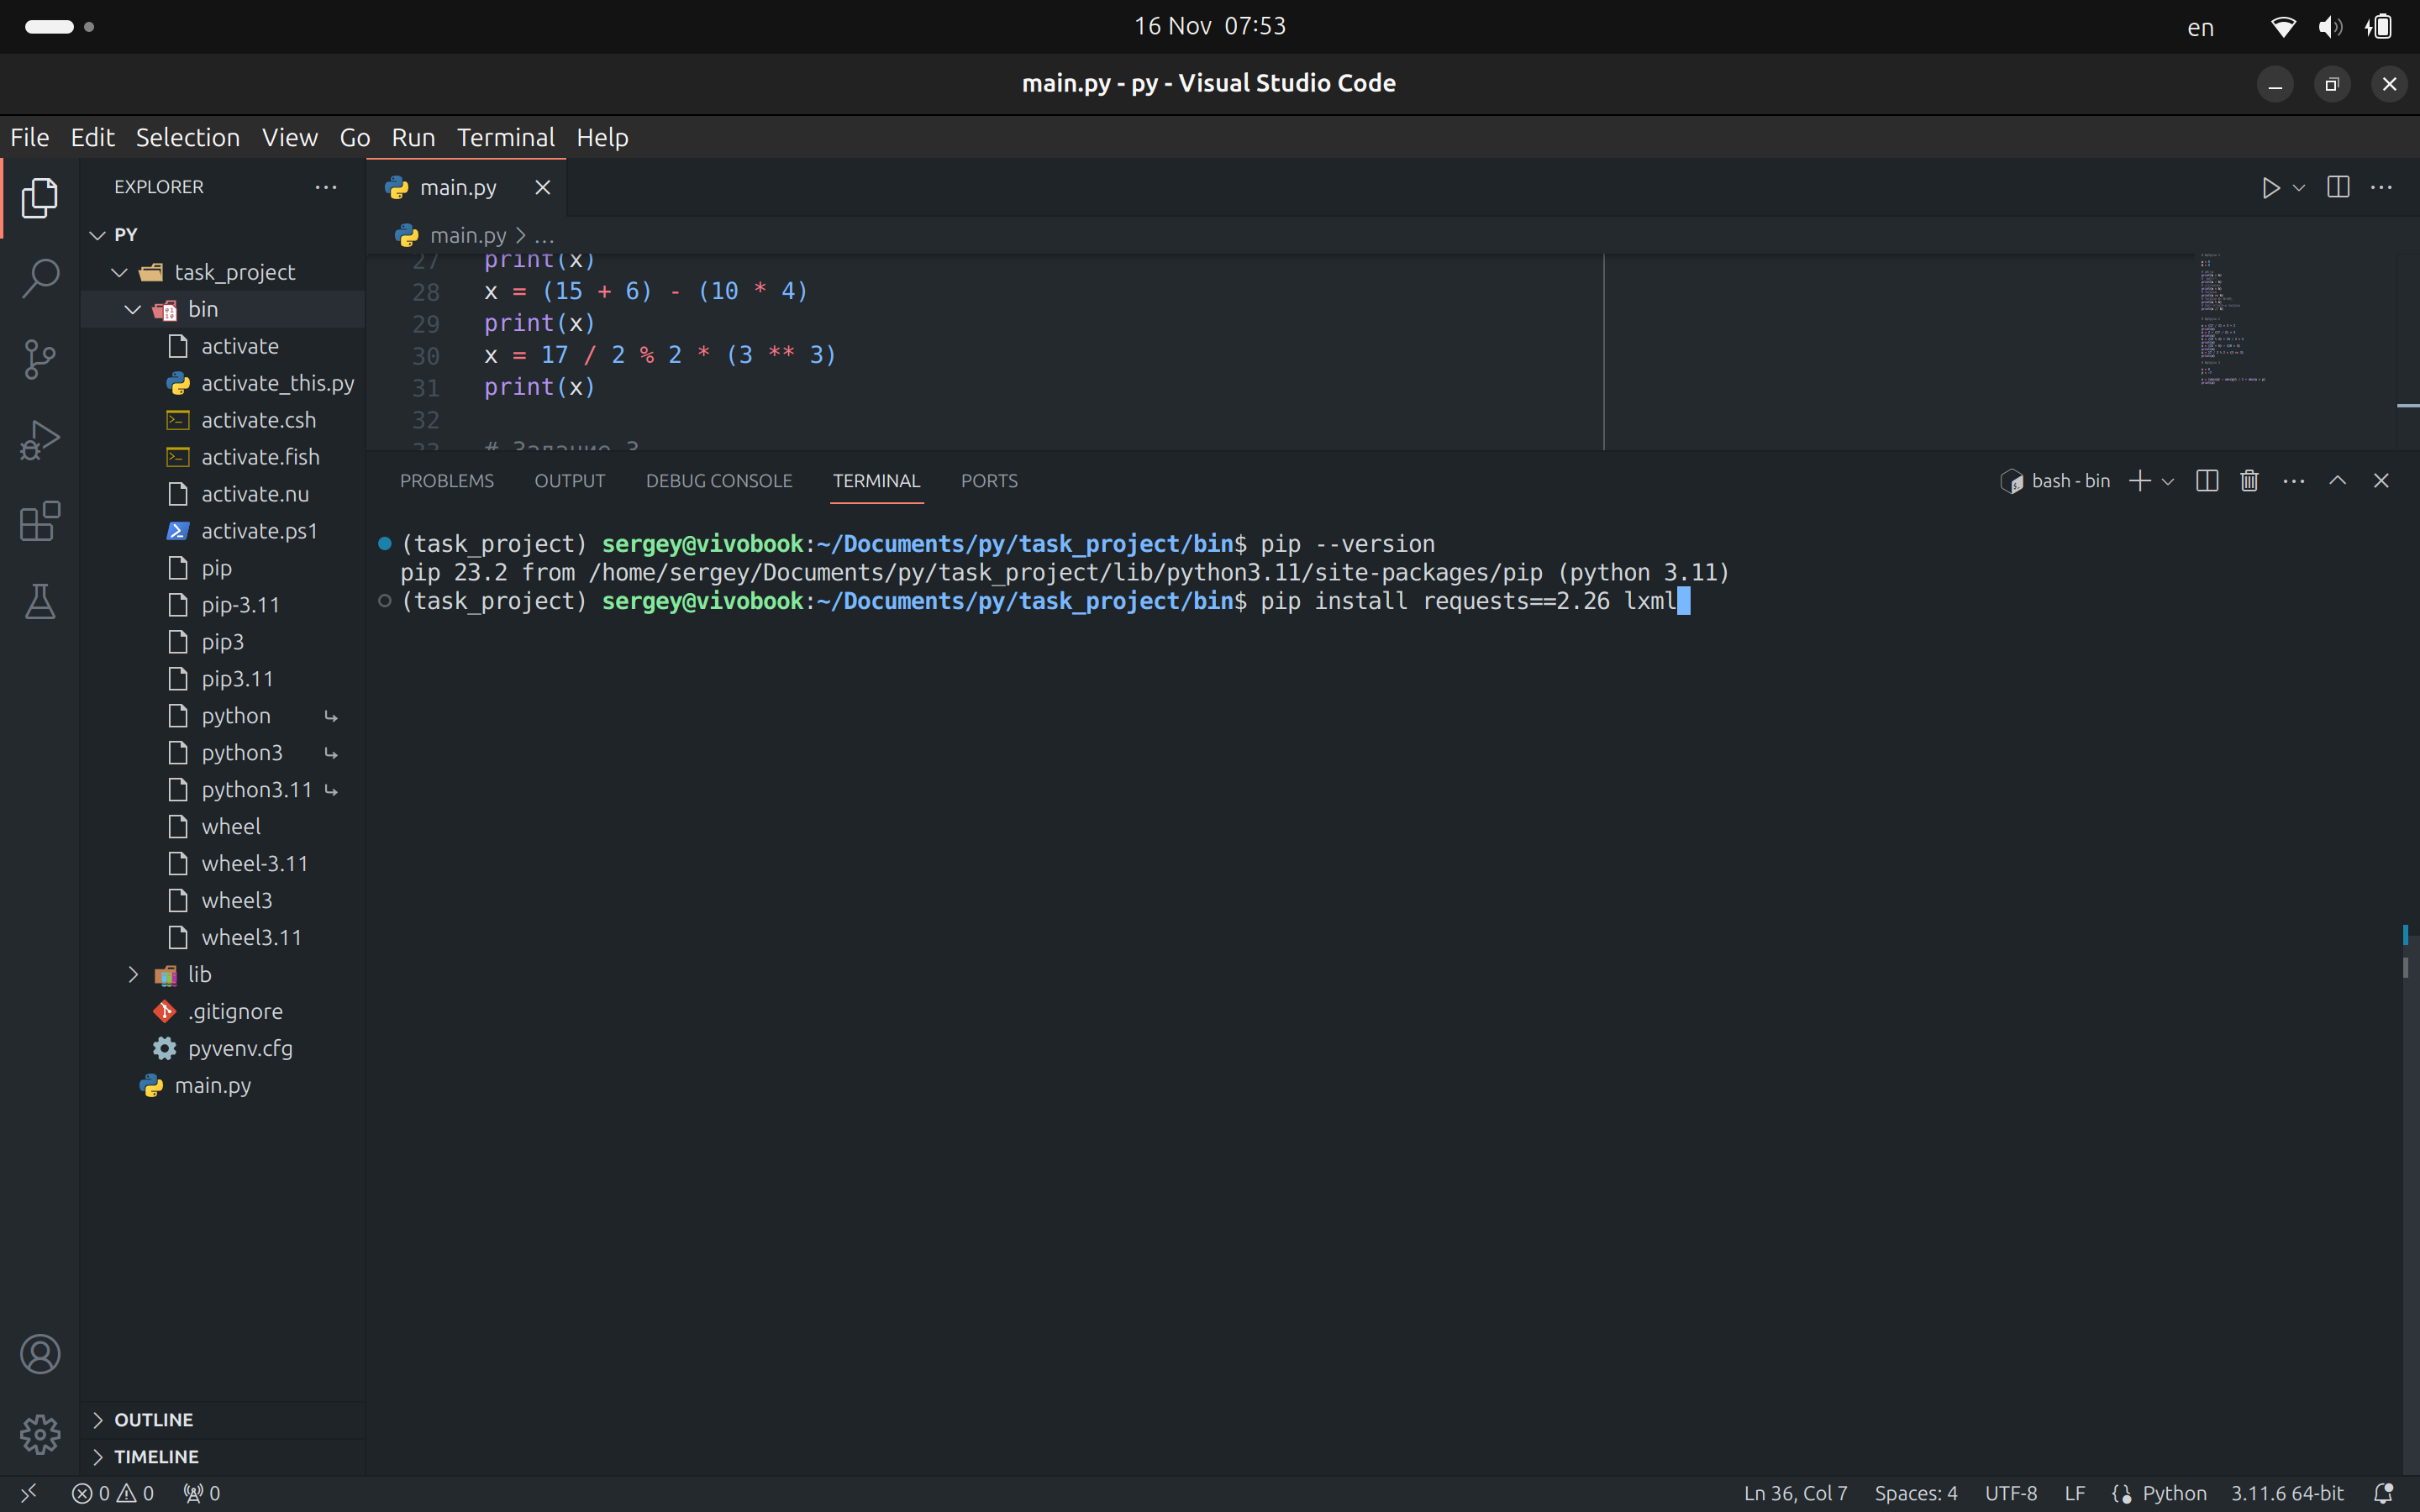 16 Nov 07:53
en
main.py - py - Visual Studio Code
File Edit Selection View Go Run Terminal Help
EXPLORER
PY
task_project
bin
activate
activate_this.py
activate.csh
activate.fish
activate.nu
activate.ps1
pip
pip-3.11
pip3
pip3.11
python
python3
python3.11
wheel
wheel-3.11
wheel3
wheel3.11
lib
.gitignore
pyvenv.cfg
main.py
OUTLINE
TIMELINE
main.py
main.py > ...
27 print(x)
28 x = (15 + 6) - (10 * 4)
29 print(x)
30 x = 17 / 2 % 2 * (3 ** 3)
31 print(x)
32
33 # Задание 3
PROBLEMS OUTPUT DEBUG CONSOLE TERMINAL PORTS
bash - bin
(task_project) sergey@vivobook:~/Documents/py/task_project/bin$ pip --version
pip 23.2 from /home/sergey/Documents/py/task_project/lib/python3.11/site-packages/pip (python 3.11)
(task_project) sergey@vivobook:~/Documents/py/task_project/bin$ pip install requests==2.26 lxml
0 0 0
Ln 36, Col 7 Spaces: 4 UTF-8 LF Python 3.11.6 64-bit